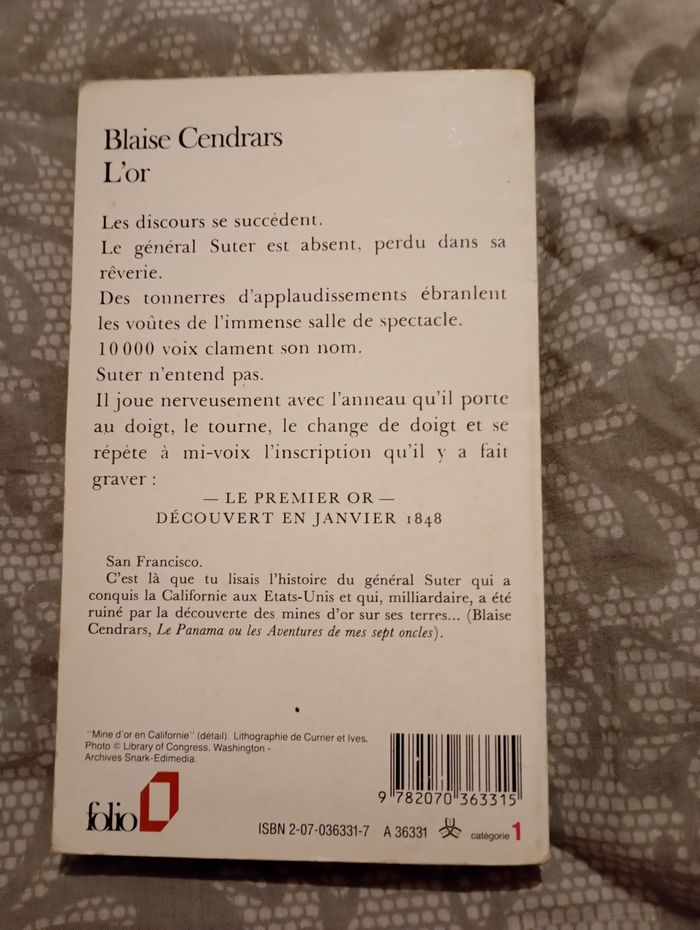 Blaise Cendrars
L'or
Les discours se succèdent.
Le général Suter est absent, perdu dans sa
rêverie.
Des tonnerres d'applaudissements ébranlent
les voûtes de l'immense salle de spectacle.
10 000 voix clament son nom.
Suter n'entend pas.
Il joue nerveusement avec l'anneau qu'il porte
au doigt, le tourne, le change de doigt et se
répète à mi-voix l'inscription qu'il y a fait
graver :
— LE PREMIER OR —
DÉCOUVERT EN JANVIER 1848
San Francisco.
C'est là que tu lisais l'histoire du général Suter qui a
conquis la Californie aux Etats-Unis et qui, milliardaire, a été
ruiné par la découverte des mines d'or sur ses terres... (Blaise
Cendrars, Le Panama ou les Aventures de mes sept oncles).
"Mine d'or en Californie" (détail). Lithographie de Currier et Ives.
Photo © Library of Congress. Washington -
Archives Snark-Edimedia.
9 782070 363315
folio
ISBN 2-07-036331-7 A 36331 catégorie 1